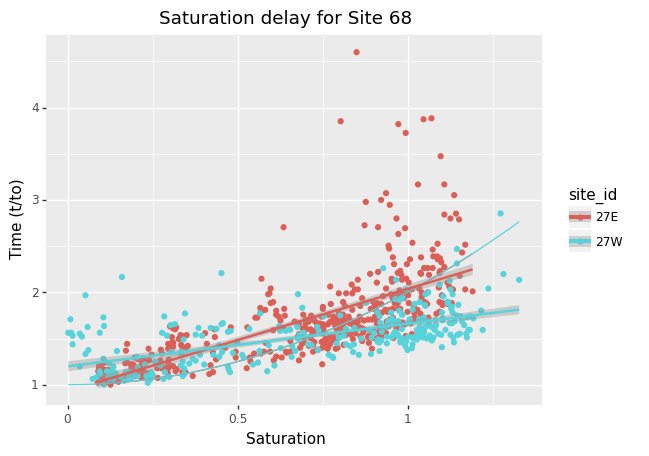 Saturation delay for Site 68
Time (t/to)
4
3
2
1
0
0.5
1
Saturation
site_id
27E
27W